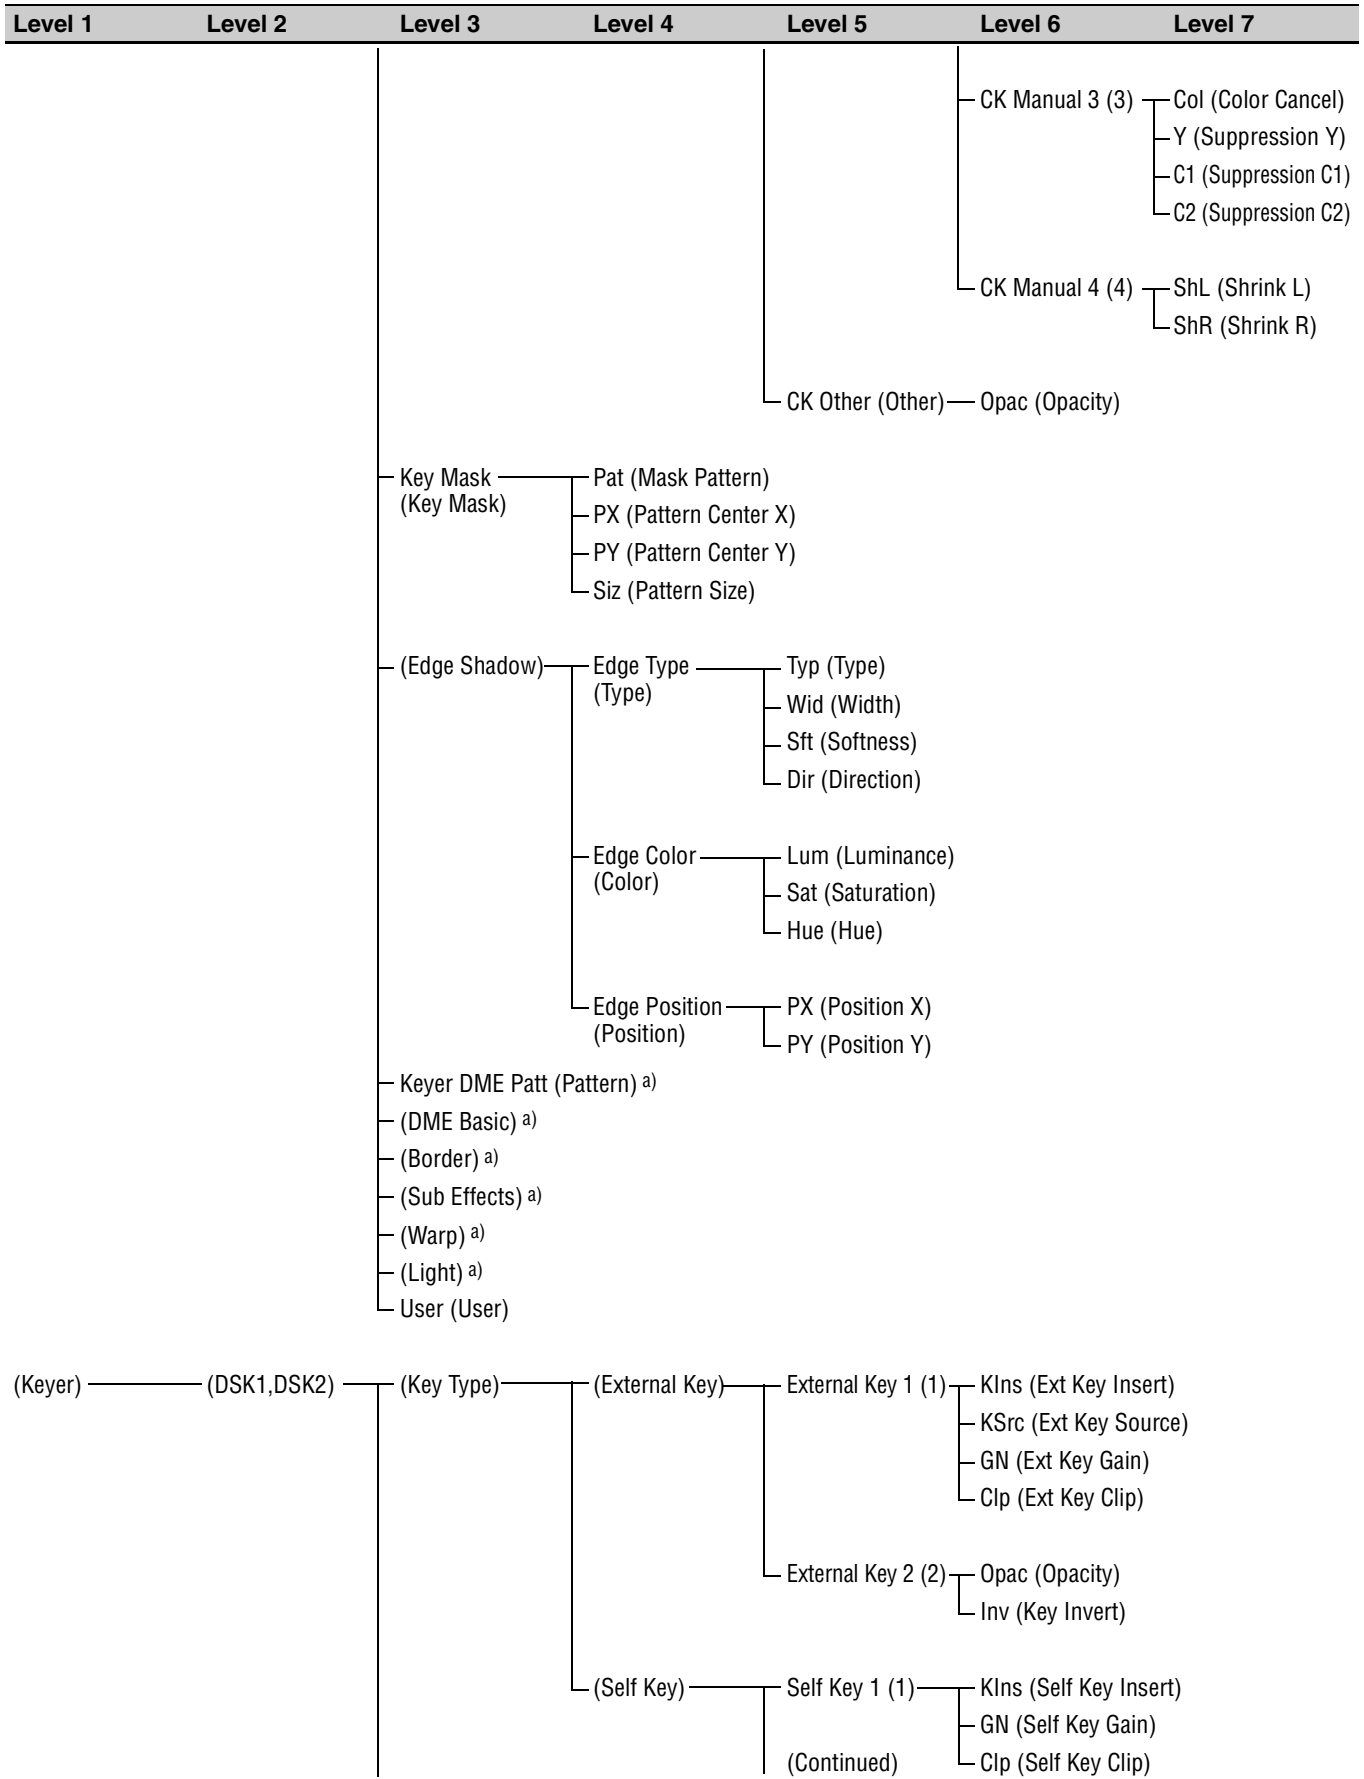 Level 1 Level 2 Level 3 Level 4 Level 5 Level 6 Level 7
CK Manual 3 (3) Col (Color Cancel)
Y (Suppression Y)
C1 (Suppression C1)
C2 (Suppression C2)
CK Manual 4 (4) ShL (Shrink L)
ShR (Shrink R)
CK Other (Other) Opac (Opacity)
Key Mask Pat (Mask Pattern)
(Key Mask)
PX (Pattern Center X)
PY (Pattern Center Y)
Siz (Pattern Size)
(Edge Shadow) Edge Type Typ (Type)
(Type)
Wid (Width)
Sft (Softness)
Dir (Direction)
Edge Color Lum (Luminance)
(Color)
Sat (Saturation)
Hue (Hue)
Edge Position PX (Position X)
(Position)
PY (Position Y)
Keyer DME Patt (Pattern) a)
(DME Basic) a)
(Border) a)
(Sub Effects) a)
(Warp) a)
(Light) a)
User (User)
(Keyer) (DSK1,DSK2) (Key Type) (External Key) External Key 1 (1) KIns (Ext Key Insert)
KSrc (Ext Key Source)
GN (Ext Key Gain)
Clp (Ext Key Clip)
External Key 2 (2) Opac (Opacity)
Inv (Key Invert)
(Self Key) Self Key 1 (1) KIns (Self Key Insert)
GN (Self Key Gain)
(Continued) Clp (Self Key Clip)